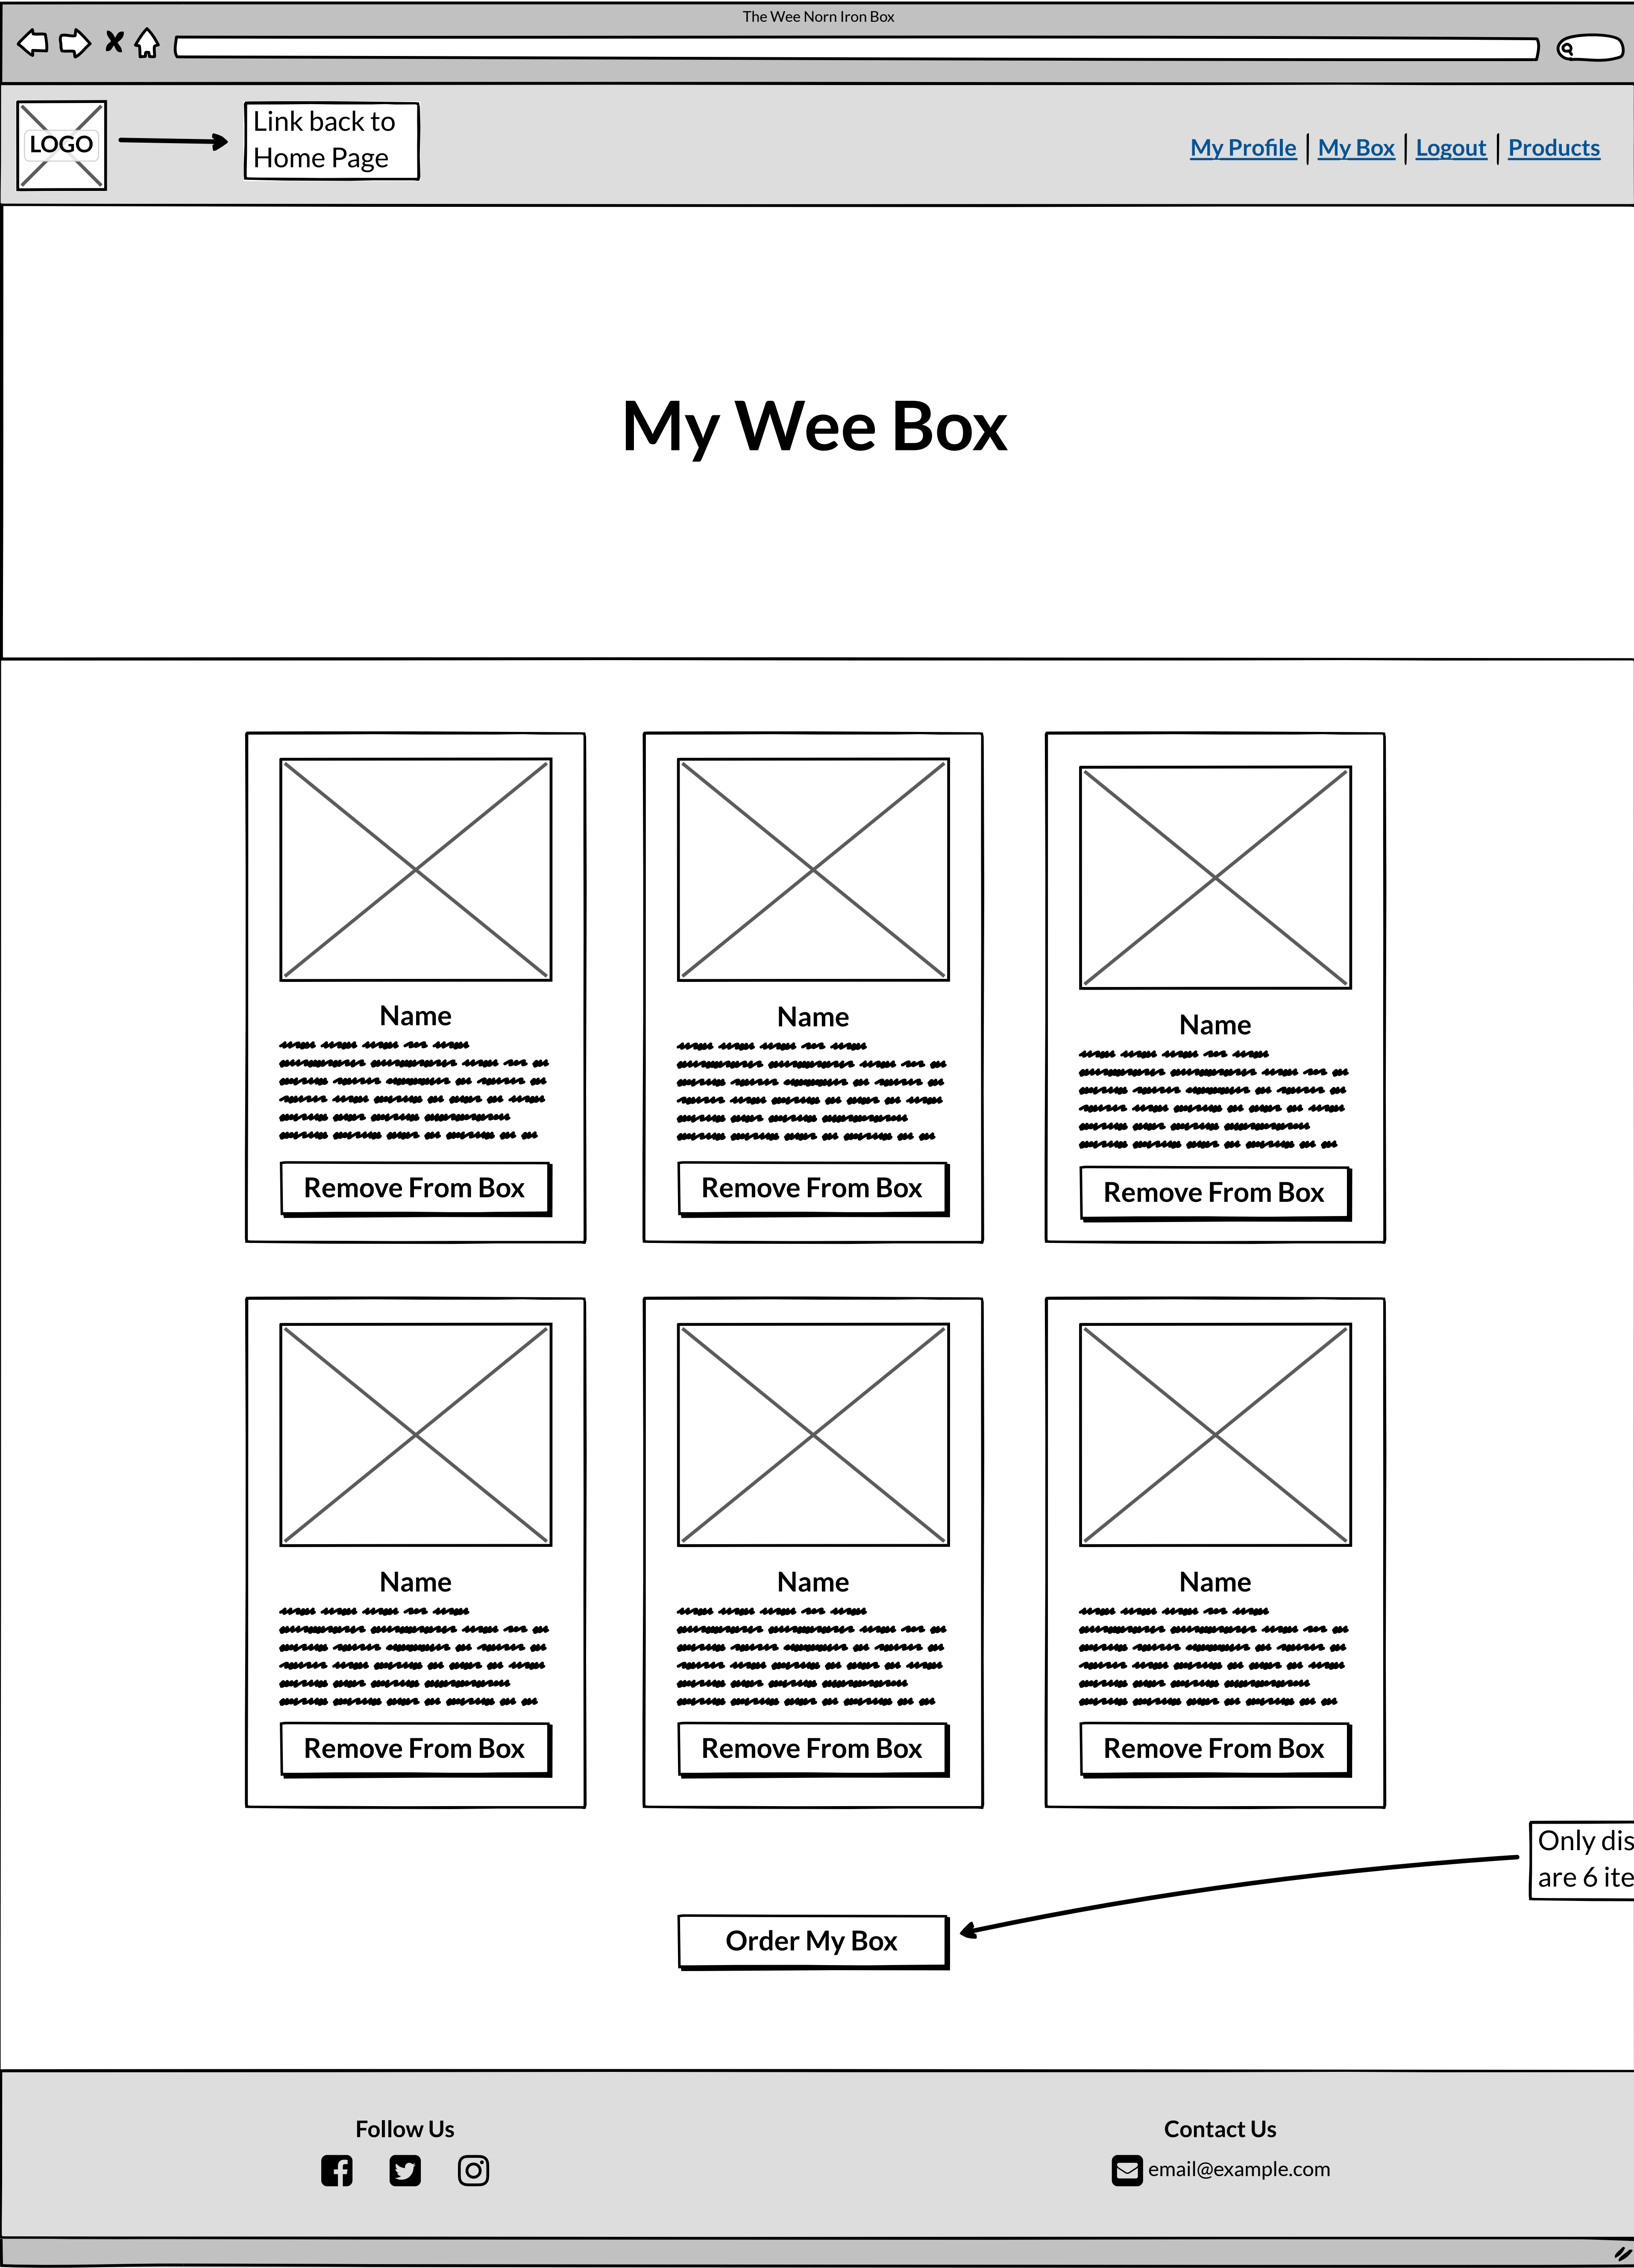 The Wee Norn Iron Box
LOGO
Link back to
Home Page
My Profile | My Box | Logout | Products
My Wee Box
Name
Remove From Box
Name
Remove From Box
Name
Remove From Box
Name
Remove From Box
Name
Remove From Box
Name
Remove From Box
Only dis
are 6 ite
Order My Box
Follow Us
Contact Us
email@example.com